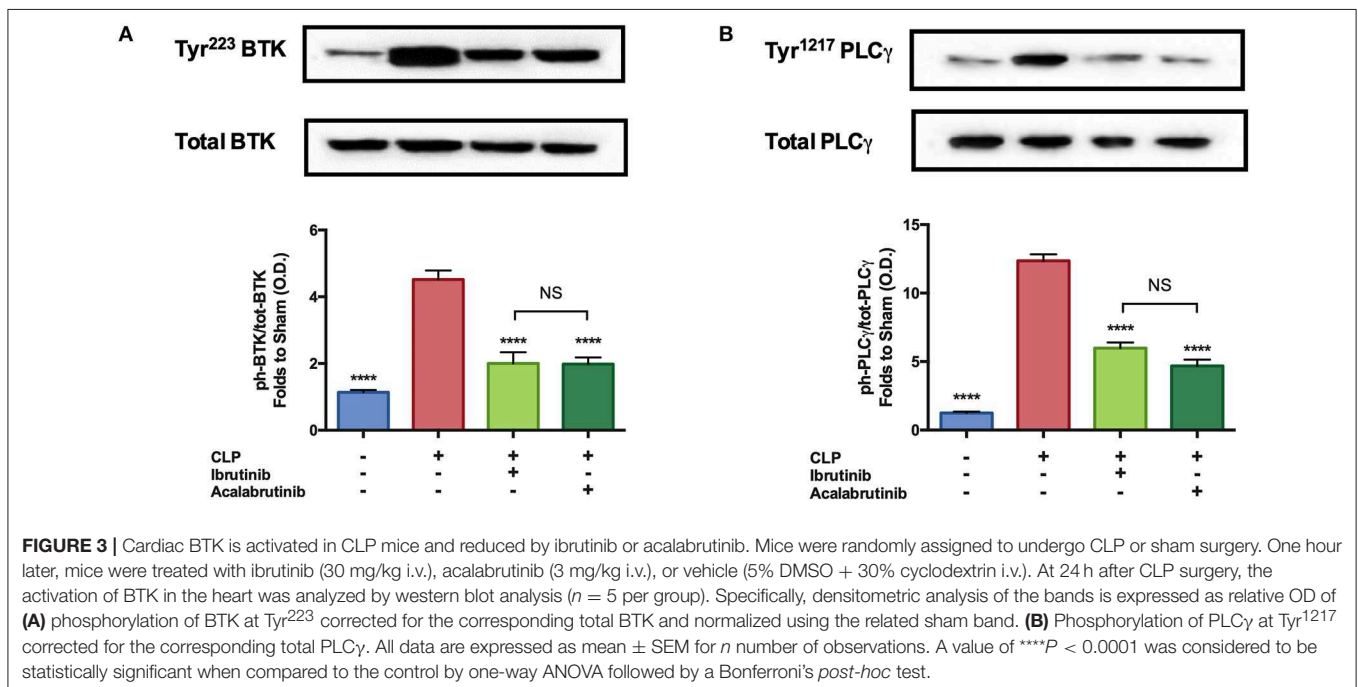 A
Tyr²²³ BTK
Total BTK
ph-BTK/tot-BTK
Folds to Sham (O.D.)
6
4
2
0
NS
****
****
****
- + + + CLP
- - + - Ibrutinib
- - - + Acalabrutinib
B
Tyr¹²¹⁷ PLCγ
Total PLCγ
ph-PLCγ/tot-PLCγ
Folds to Sham (O.D.)
15
10
5
0
NS
****
****
****
- + + + CLP
- - + - Ibrutinib
- - - + Acalabrutinib
FIGURE 3 | Cardiac BTK is activated in CLP mice and reduced by ibrutinib or acalabrutinib. Mice were randomly assigned to undergo CLP or sham surgery. One hour
later, mice were treated with ibrutinib (30 mg/kg i.v.), acalabrutinib (3 mg/kg i.v.), or vehicle (5% DMSO + 30% cyclodextrin i.v.). At 24 h after CLP surgery, the
activation of BTK in the heart was analyzed by western blot analysis (n = 5 per group). Specifically, densitometric analysis of the bands is expressed as relative OD of
(A) phosphorylation of BTK at Tyr²²³ corrected for the corresponding total BTK and normalized using the related sham band. (B) Phosphorylation of PLCγ at Tyr¹²¹⁷
corrected for the corresponding total PLCγ. All data are expressed as mean ± SEM for n number of observations. A value of ****P < 0.0001 was considered to be
statistically significant when compared to the control by one-way ANOVA followed by a Bonferroni's post-hoc test.